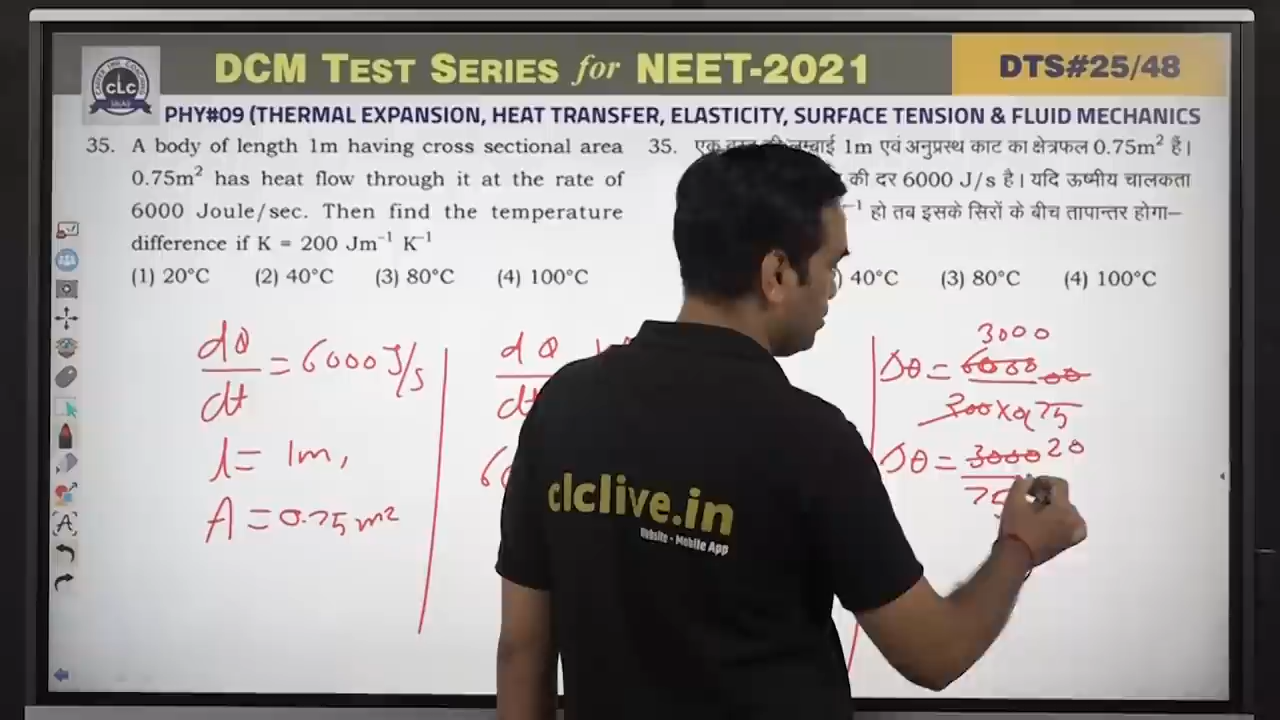 DCM TEST SERIES for NEET-2021
DTS#25/48
CLC
PHY#09 (THERMAL EXPANSION, HEAT TRANSFER, ELASTICITY, SURFACE TENSION & FLUID MECHANICS
35. A body of length 1m having cross sectional area
0.75m² has heat flow through it at the rate of
6000 Joule/sec. Then find the temperature
difference if K = 200 Jm⁻¹ K⁻¹
(1) 20°C (2) 40°C (3) 80°C (4) 100°C
35. एक लम्बाई 1m एवं अनुप्रस्थ काट का क्षेत्रफल 0.75m² हैं।
की दर 6000 J/s है। यदि ऊष्मीय चालकता
⁻¹ हो तब इसके सिरों के बीच तापान्तर होगा–
) 40°C (3) 80°C (4) 100°C
dθ/dt = 6000 J/s
l = 1m,
A = 0.75 m²
dθ
dt
60
3000
Δθ = 6000 00
200×0.75
Δθ = 3000 20
75
clclive.in
Website - Mobile App